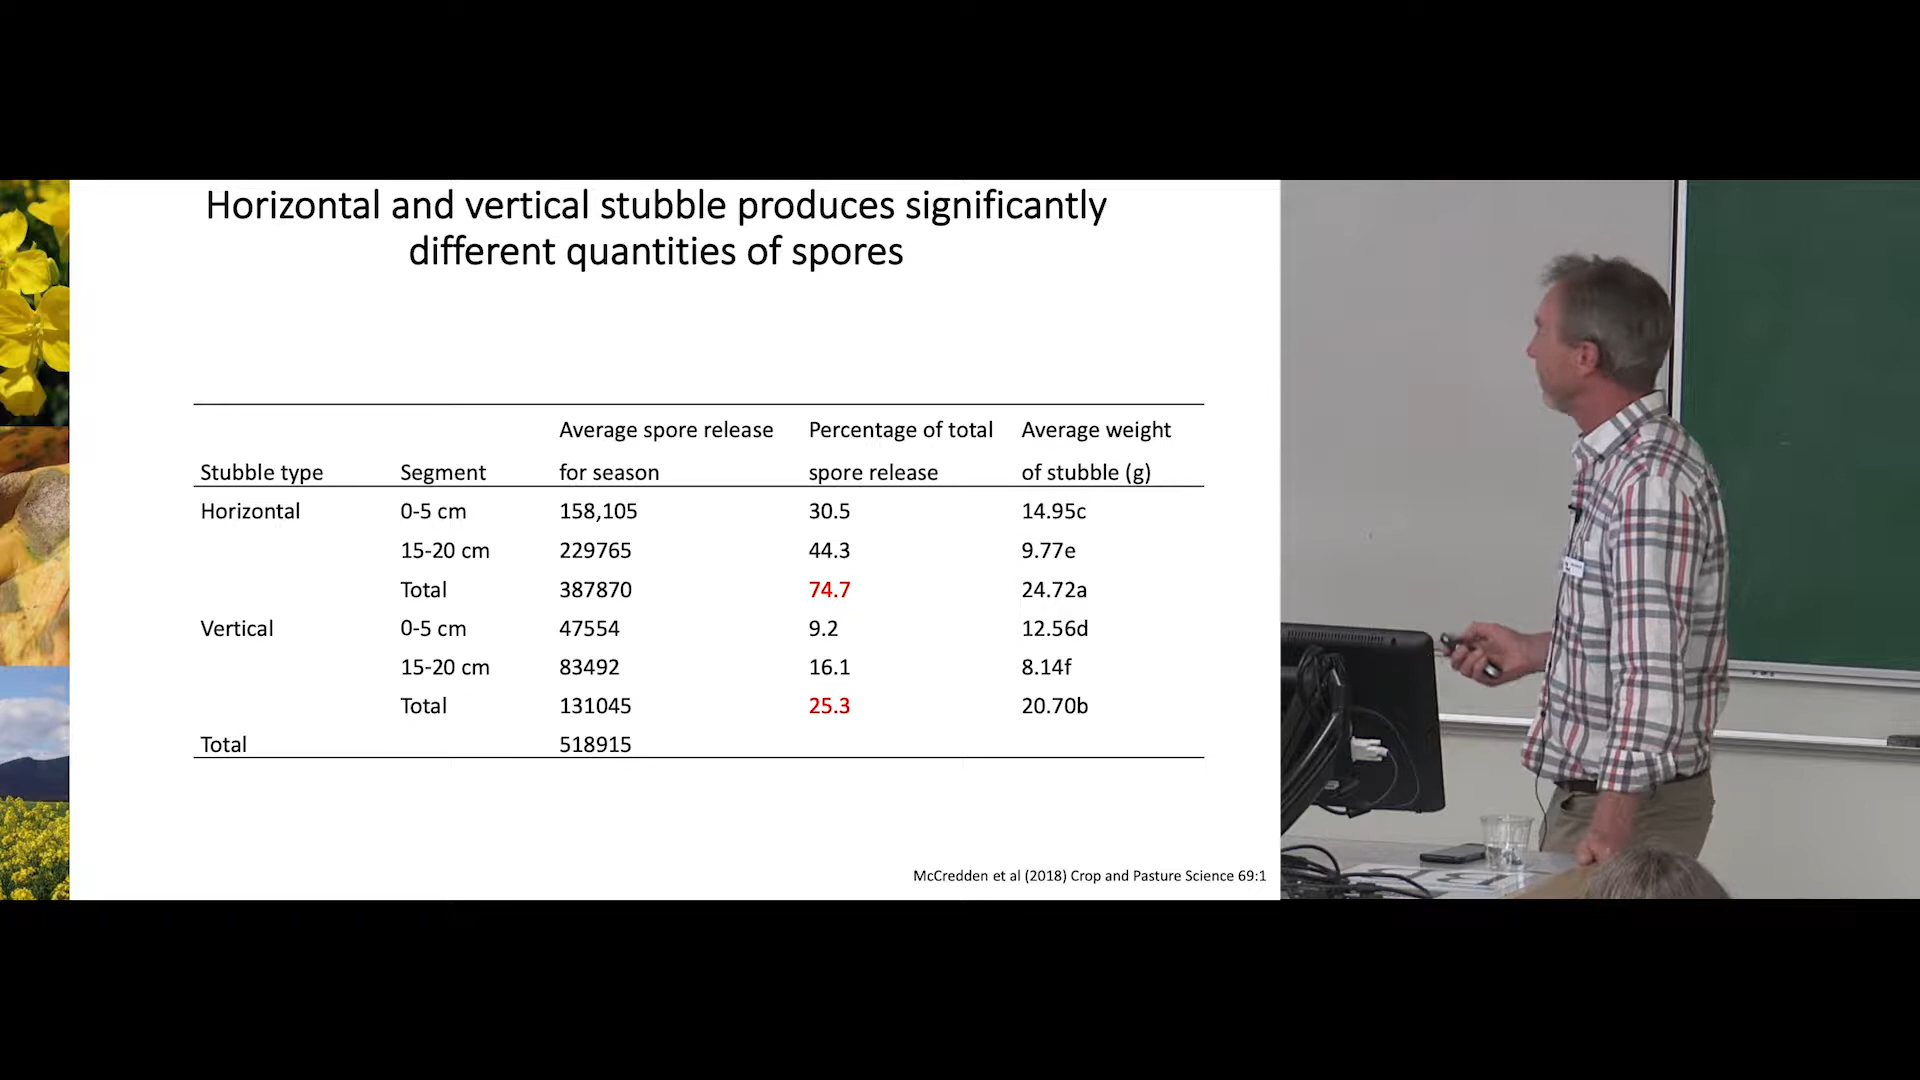 Horizontal and vertical stubble produces significantly
different quantities of spores
Average spore release Percentage of total Average weight
Stubble type Segment for season spore release of stubble (g)
Horizontal 0-5 cm 158,105 30.5 14.95c
15-20 cm 229765 44.3 9.77e
Total 387870 74.7 24.72a
Vertical 0-5 cm 47554 9.2 12.56d
15-20 cm 83492 16.1 8.14f
Total 131045 25.3 20.70b
Total 518915
McCredden et al (2018) Crop and Pasture Science 69:1